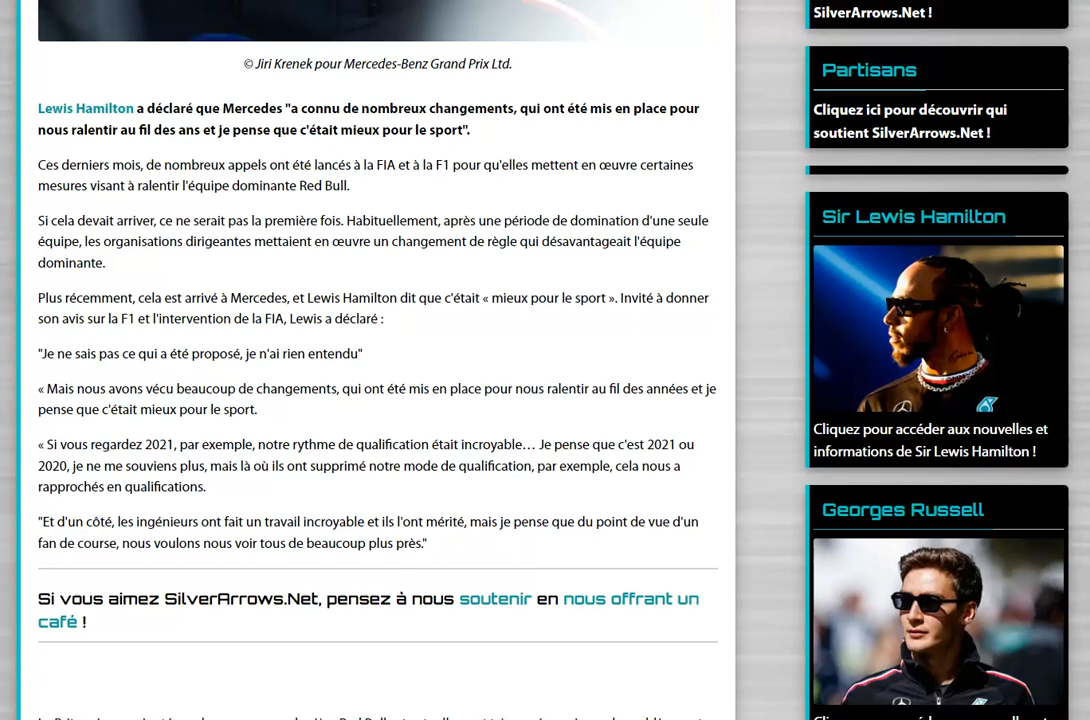 © Jiri Krenek pour Mercedes-Benz Grand Prix Ltd.
Lewis Hamilton a déclaré que Mercedes "a connu de nombreux changements, qui ont été mis en place pour
nous ralentir au fil des ans et je pense que c'était mieux pour le sport".
Ces derniers mois, de nombreux appels ont été lancés à la FIA et à la F1 pour qu'elles mettent en œuvre certaines
mesures visant à ralentir l'équipe dominante Red Bull.
Si cela devait arriver, ce ne serait pas la première fois. Habituellement, après une période de domination d'une seule
équipe, les organisations dirigeantes mettaient en œuvre un changement de règle qui désavantageait l'équipe
dominante.
Plus récemment, cela est arrivé à Mercedes, et Lewis Hamilton dit que c'était « mieux pour le sport ». Invité à donner
son avis sur la F1 et l'intervention de la FIA, Lewis a déclaré :
"Je ne sais pas ce qui a été proposé, je n'ai rien entendu"
« Mais nous avons vécu beaucoup de changements, qui ont été mis en place pour nous ralentir au fil des années et je
pense que c'était mieux pour le sport.
« Si vous regardez 2021, par exemple, notre rythme de qualification était incroyable… Je pense que c'est 2021 ou
2020, je ne me souviens plus, mais là où ils ont supprimé notre mode de qualification, par exemple, cela nous a
rapprochés en qualifications.
"Et d'un côté, les ingénieurs ont fait un travail incroyable et ils l'ont mérité, mais je pense que du point de vue d'un
fan de course, nous voulons nous voir tous de beaucoup plus près."
Si vous aimez SilverArrows.Net, pensez à nous soutenir en nous offrant un
café !
SilverArrows.Net !
Partisans
Cliquez ici pour découvrir qui
soutient SilverArrows.Net !
Sir Lewis Hamilton
Cliquez pour accéder aux nouvelles et
informations de Sir Lewis Hamilton !
Georges Russell